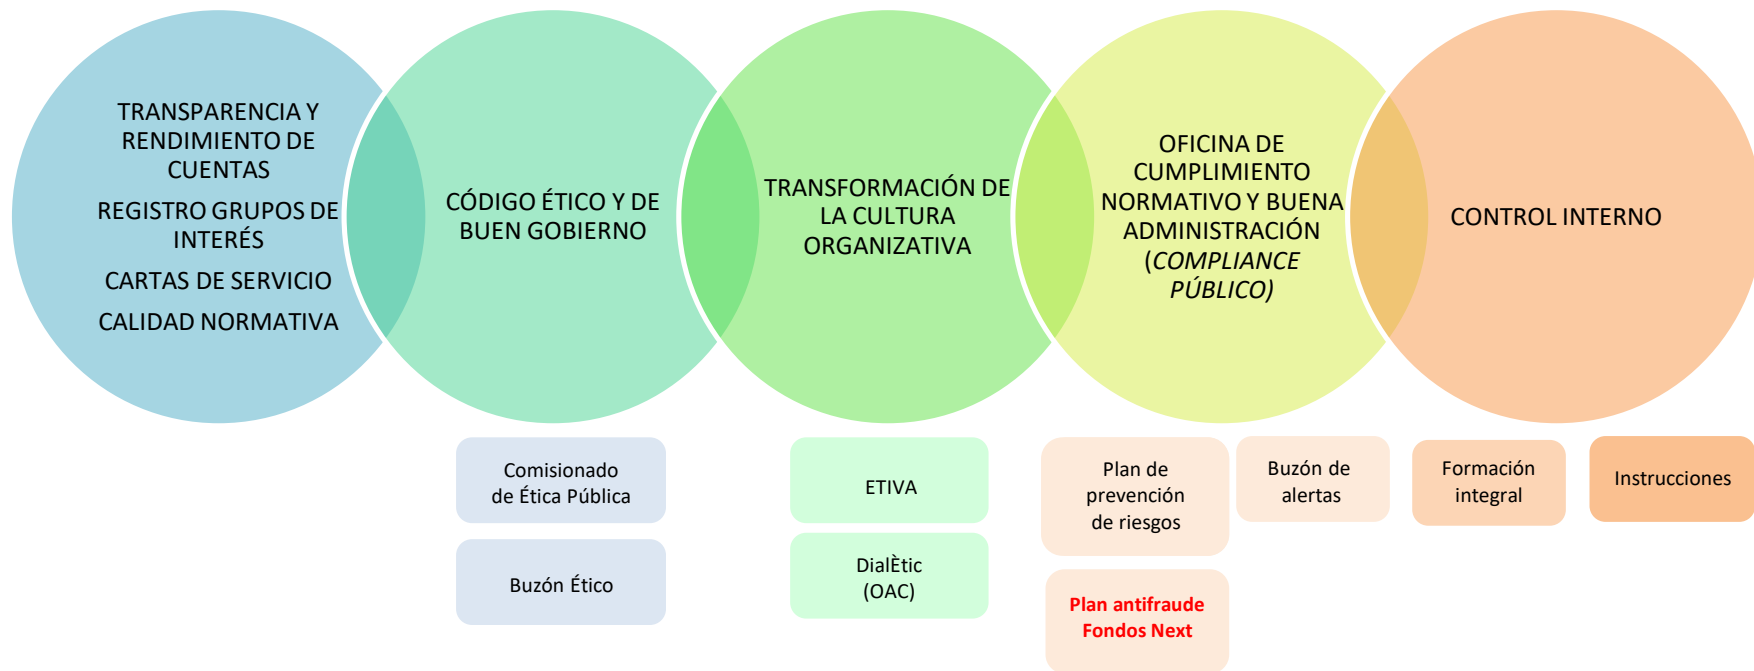 TRANSPARENCIA Y
RENDIMIENTO DE
CUENTAS
REGISTRO GRUPOS DE
INTERÉS
CARTAS DE SERVICIO
CALIDAD NORMATIVA
CÓDIGO ÉTICO Y DE
BUEN GOBIERNO
TRANSFORMACIÓN DE
LA CULTURA
ORGANIZATIVA
OFICINA DE
CUMPLIMIENTO
NORMATIVO Y BUENA
ADMINISTRACIÓN
(COMPLIANCE
PÚBLICO)
CONTROL INTERNO
Comisionado
de Ética Pública
Buzón Ético
ETIVA
DialÈtic
(OAC)
Plan de
prevención
de riesgos
Plan antifraude
Fondos Next
Buzón de
alertas
Formación
integral
Instrucciones